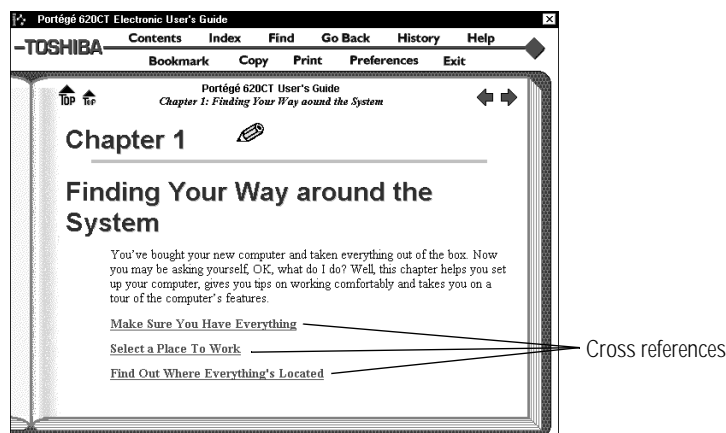 Portégé 620CT Electronic User's Guide
-TOSHIBA-
Contents Index Find Go Back History Help
Bookmark Copy Print Preferences Exit
TOP TOP
Portégé 620CT User's Guide
Chapter 1: Finding Your Way aound the System
Chapter 1
Finding Your Way around the
System
You've bought your new computer and taken everything out of the box. Now
you may be asking yourself, OK, what do I do? Well, this chapter helps you set
up your computer, gives you tips on working comfortably and takes you on a
tour of the computer's features.
Make Sure You Have Everything
Select a Place To Work
Find Out Where Everything's Located
Cross references